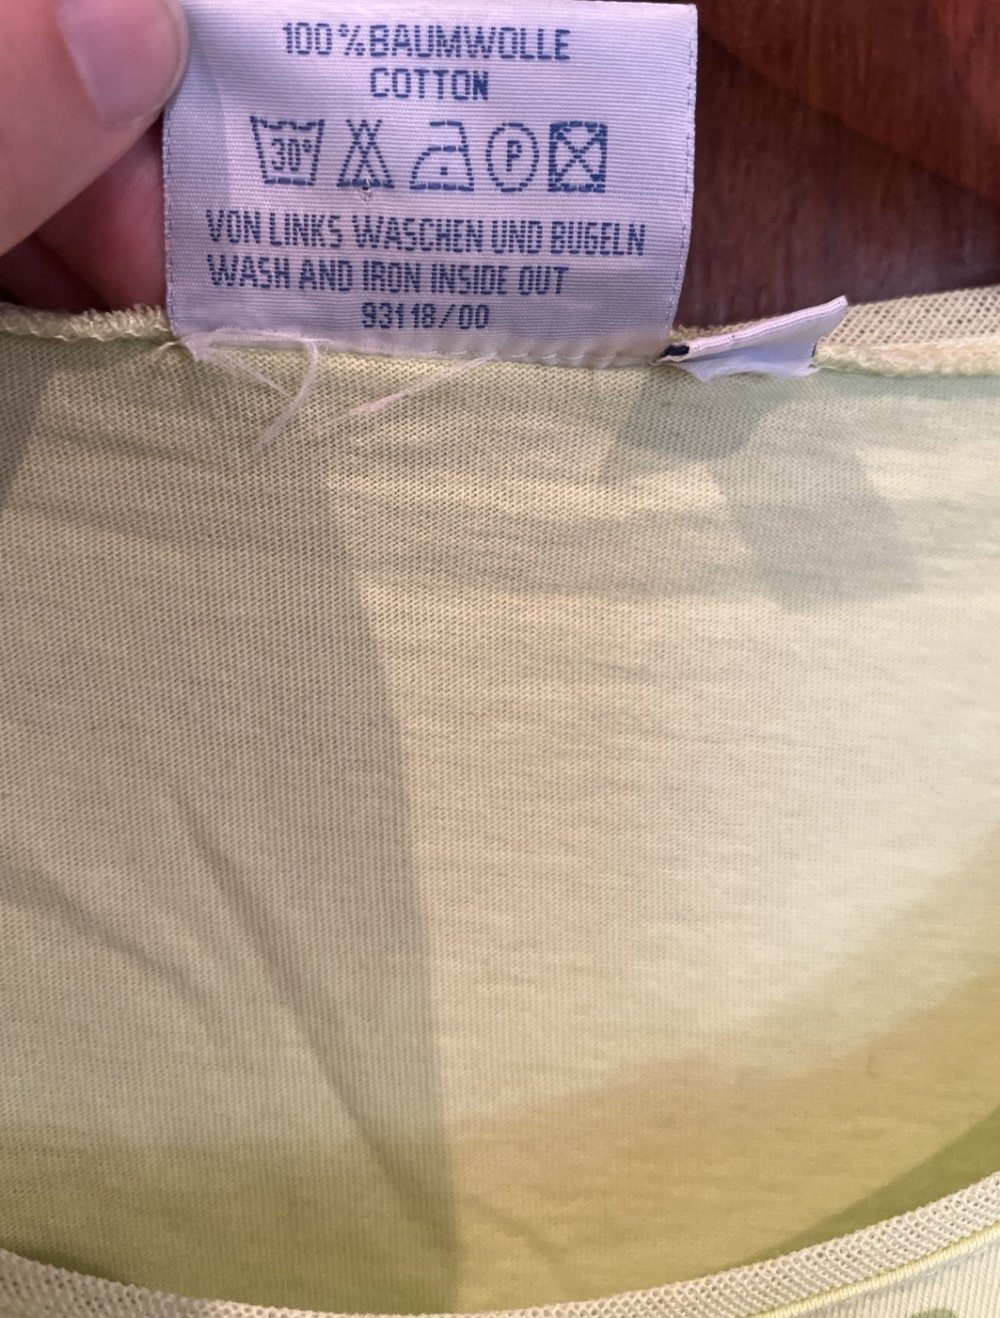 100%BAUMWOLLE
COTTON
30° P
VON LINKS WASCHEN UND BUGELN
WASH AND IRON INSIDE OUT
93118/00